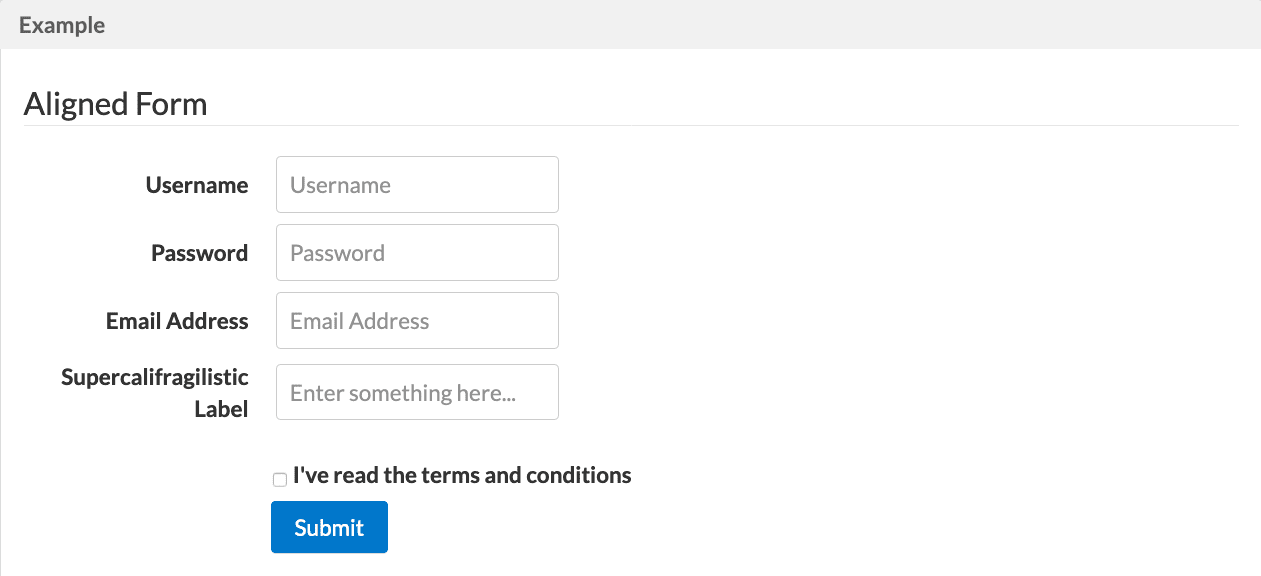 Example
Aligned Form
Username
Username
Password
Password
Email Address
Email Address
Supercalifragilistic
Label
Enter something here...
I've read the terms and conditions
Submit